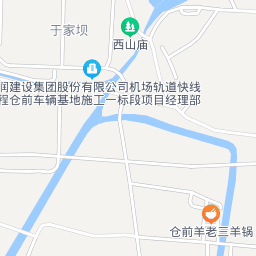 于家坝
西山庙
润建设集团股份有限公司机场轨道快线
程仓前车辆基地施工一标段项目经理部
仓前羊老三羊锅